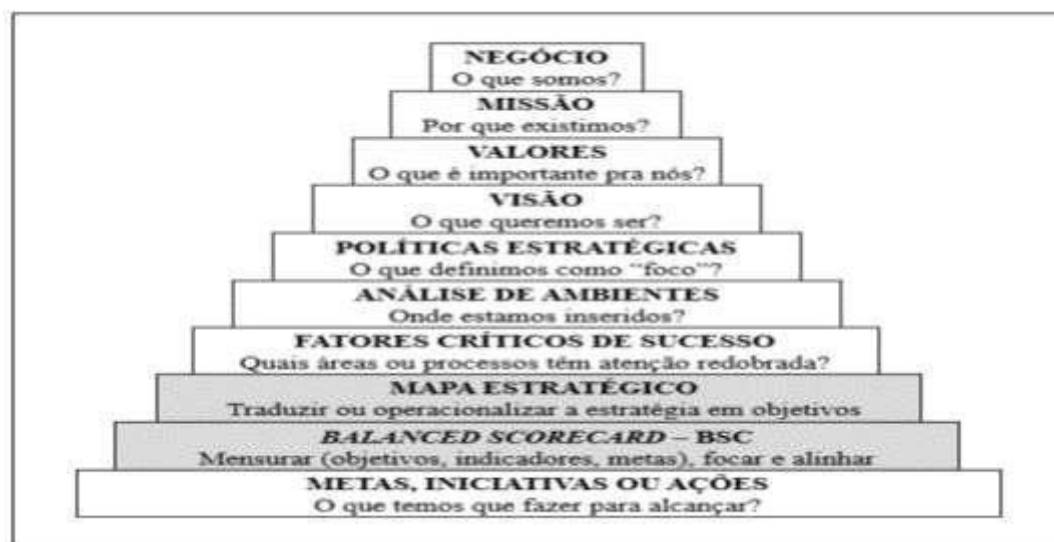 NEGÓCIO
O que somos?
MISSÃO
Por que existimos?
VALORES
O que é importante pra nós?
VISÃO
O que queremos ser?
POLÍTICAS ESTRATÉGICAS
O que definimos como “foco”?
ANÁLISE DE AMBIENTES
Onde estamos inseridos?
FATORES CRÍTICOS DE SUCESSO
Quais áreas ou processos têm atenção redobrada?
MAPA ESTRATÉGICO
Traduzir ou operacionalizar a estratégia em objetivos
BALANCED SCORECARD – BSC
Mensurar (objetivos, indicadores, metas), focar e alinhar
METAS, INICIATIVAS OU AÇÕES
O que temos que fazer para alcançar?